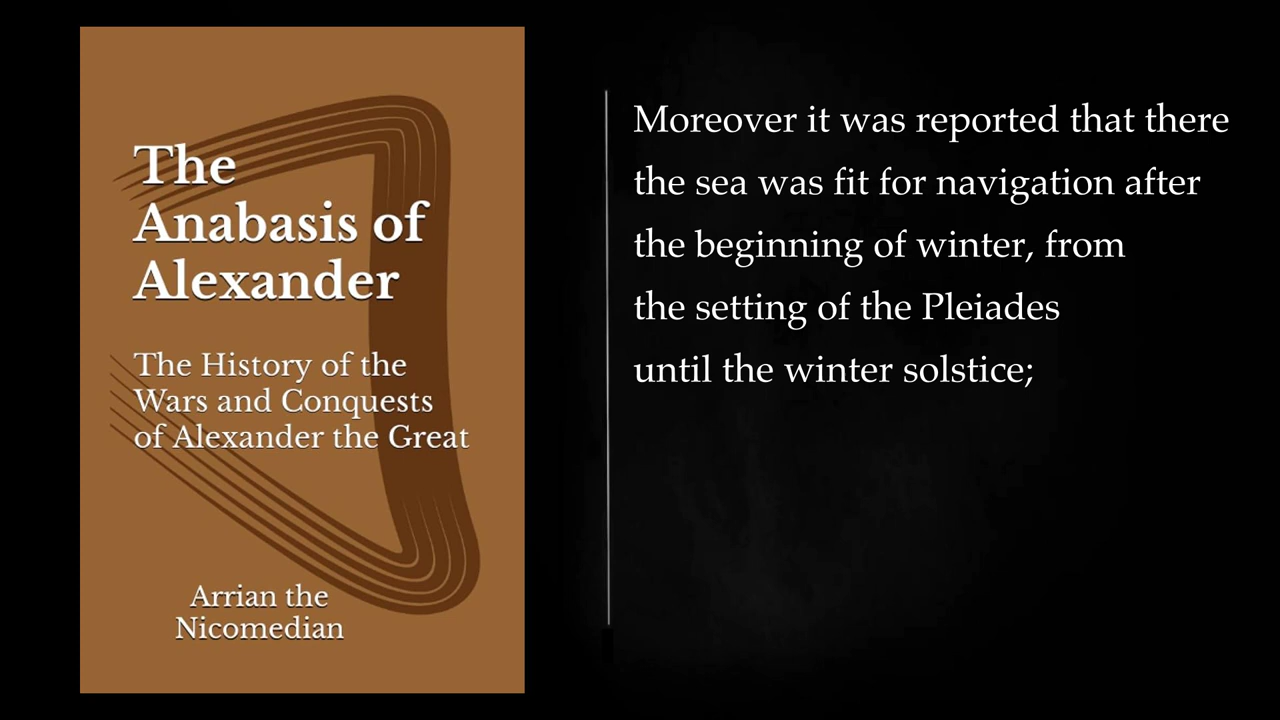 The
Anabasis of
Alexander
The History of the
Wars and Conquests
of Alexander the Great
Arrian the
Nicomedian
Moreover it was reported that there
the sea was fit for navigation after
the beginning of winter, from
the setting of the Pleiades
until the winter solstice;